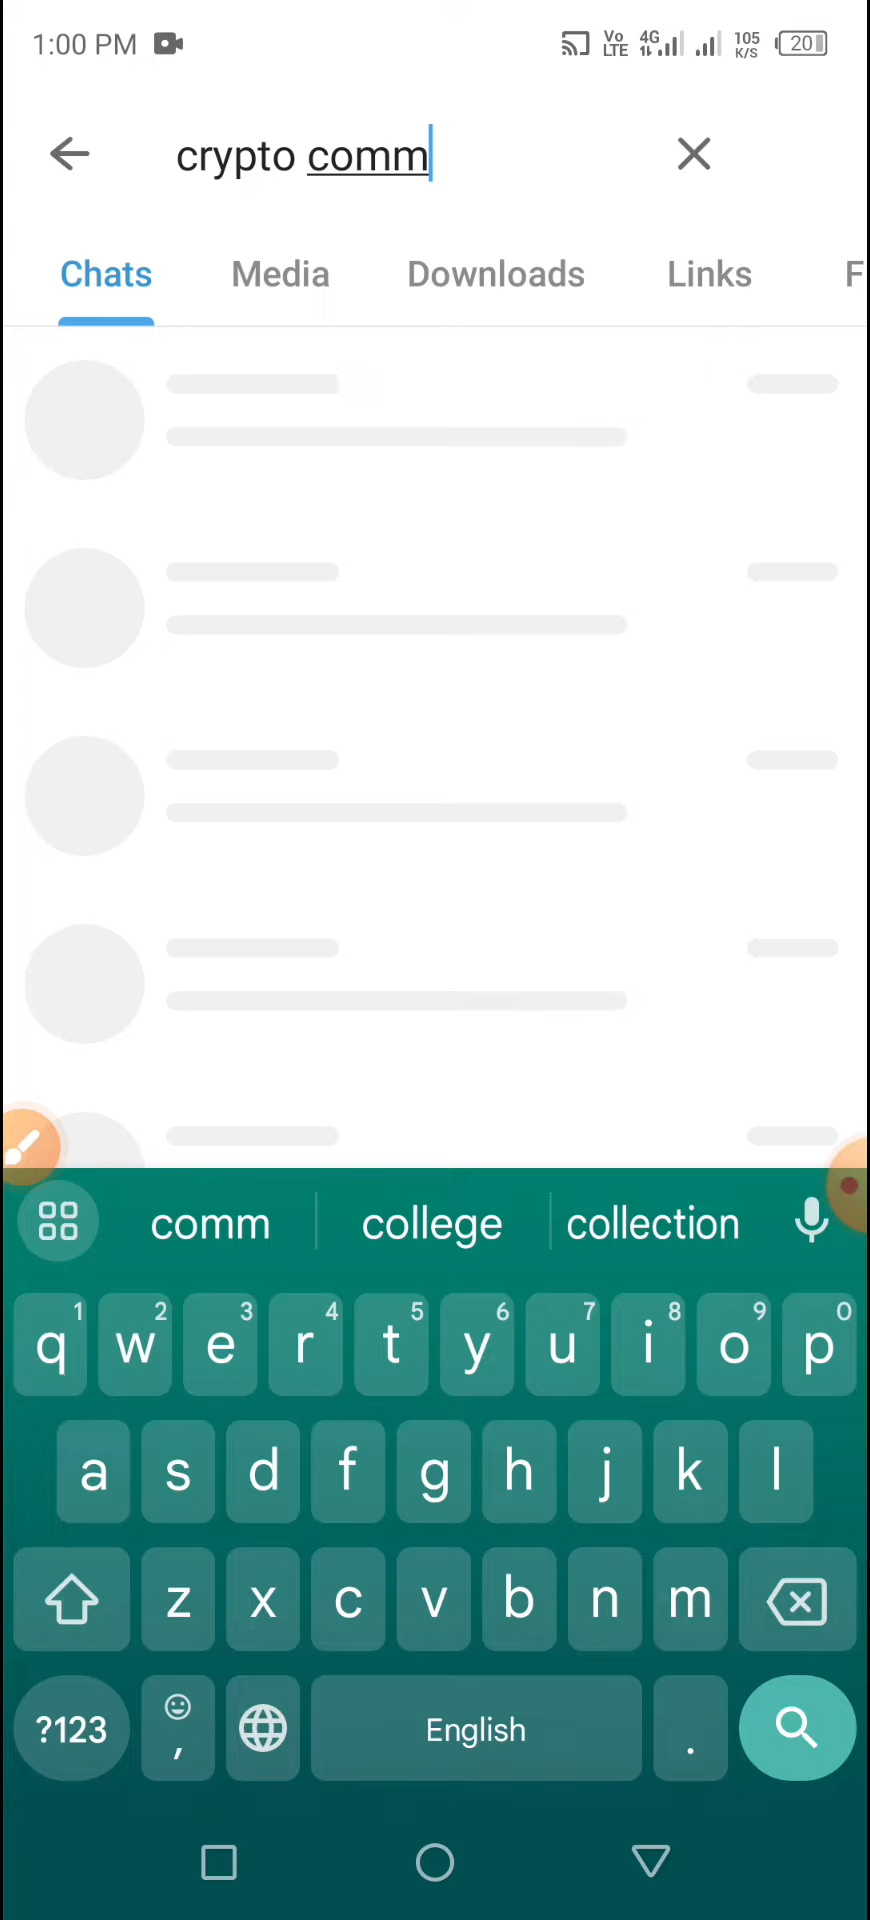 1:00 PM
Vo LTE 4G 105 K/S 20
crypto comm
Chats Media Downloads Links F
comm college collection
1 2 3 4 5 6 7 8 9 0
q w e r t y u i o p
a s d f g h j k l
z x c v b n m
?123 , English .